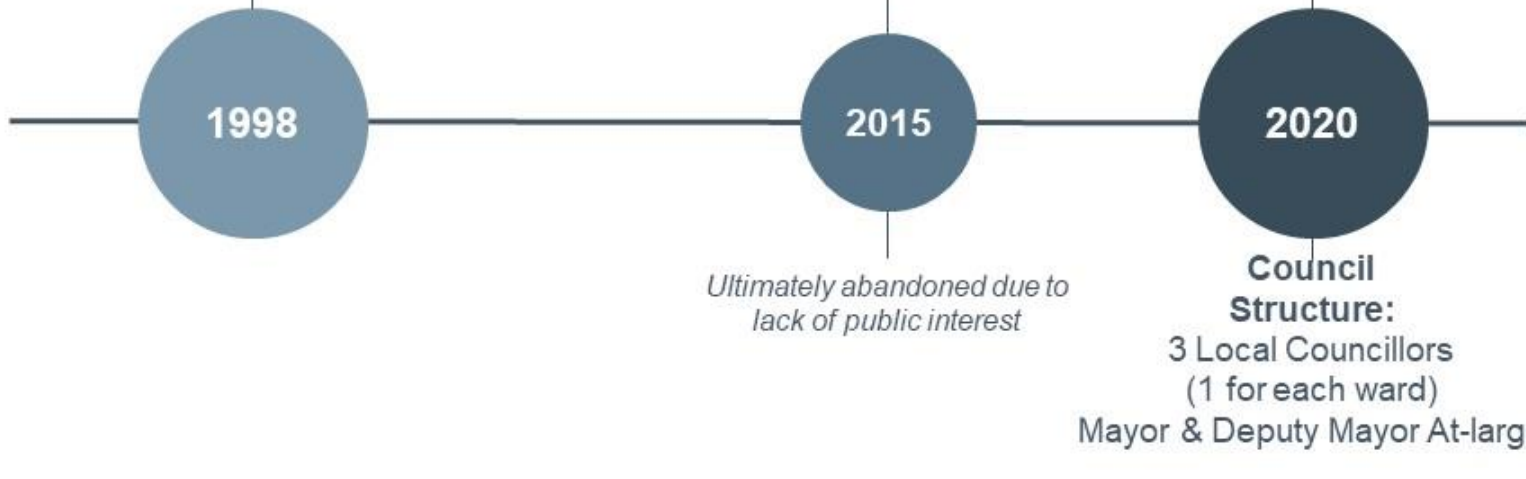 1998
2015
2020
Ultimately abandoned due to
lack of public interest
Council
Structure:
3 Local Councillors
(1 for each ward)
Mayor & Deputy Mayor At-larg